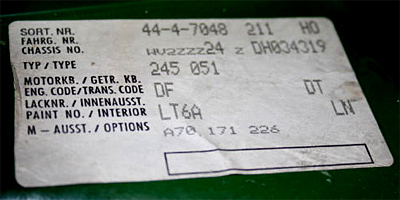 SORT. NR. 44-4-7048 211 HO
FAHRG. NR.
CHASSIS NO. WV2ZZZ24 Z DH034319
TYP / TYPE 245 051
MOTORKB. / GETR. KB.
ENG. CODE/TRANS. CODE DF DT
LACKNR. / INNENAUSST.
PAINT NO. / INTERIOR LT6A LN
M – AUSST. / OPTIONS A70 171 226